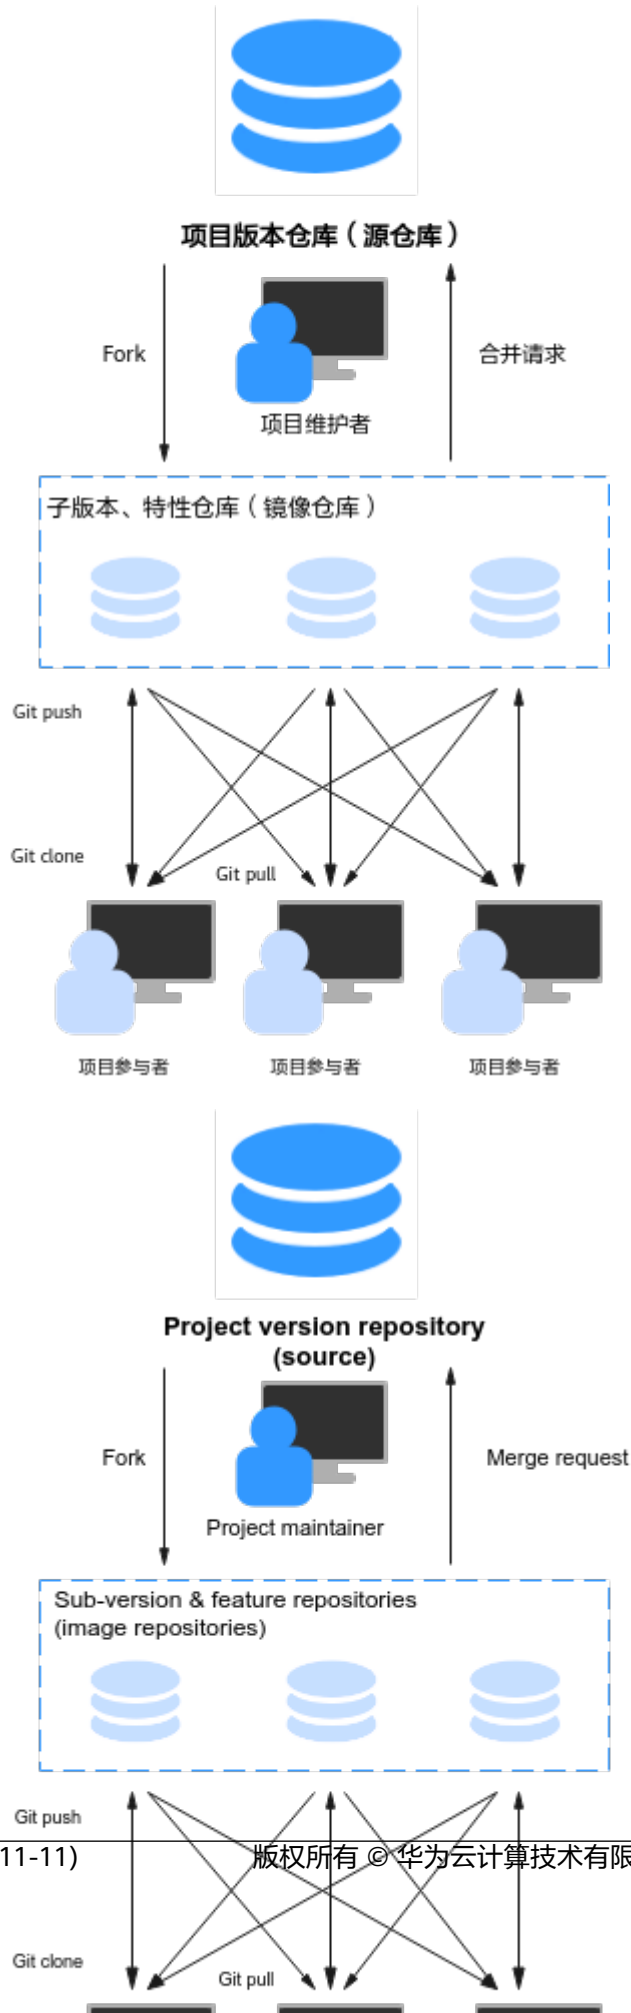 项目版本仓库（源仓库）
Fork
合并请求
项目维护者
子版本、特性仓库（镜像仓库）
Git push
Git clone
Git pull
项目参与者
项目参与者
项目参与者
Project version repository
(source)
Fork
Merge request
Project maintainer
Sub-version & feature repositories
(image repositories)
Git push
11-11)
版权所有 © 华为云计算技术有限
Git clone
Git pull